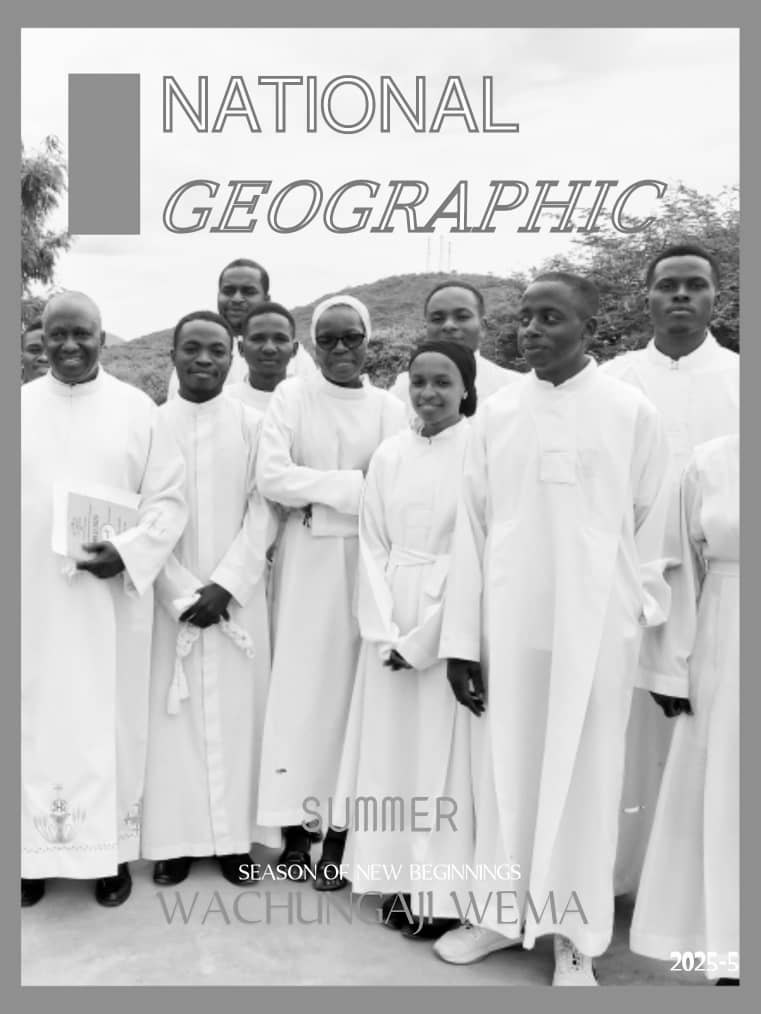 NATIONAL
GEOGRAPHIC
SUMMER
SEASON OF NEW BEGINNINGS
WACHUNGAJI WEMA
2025-5